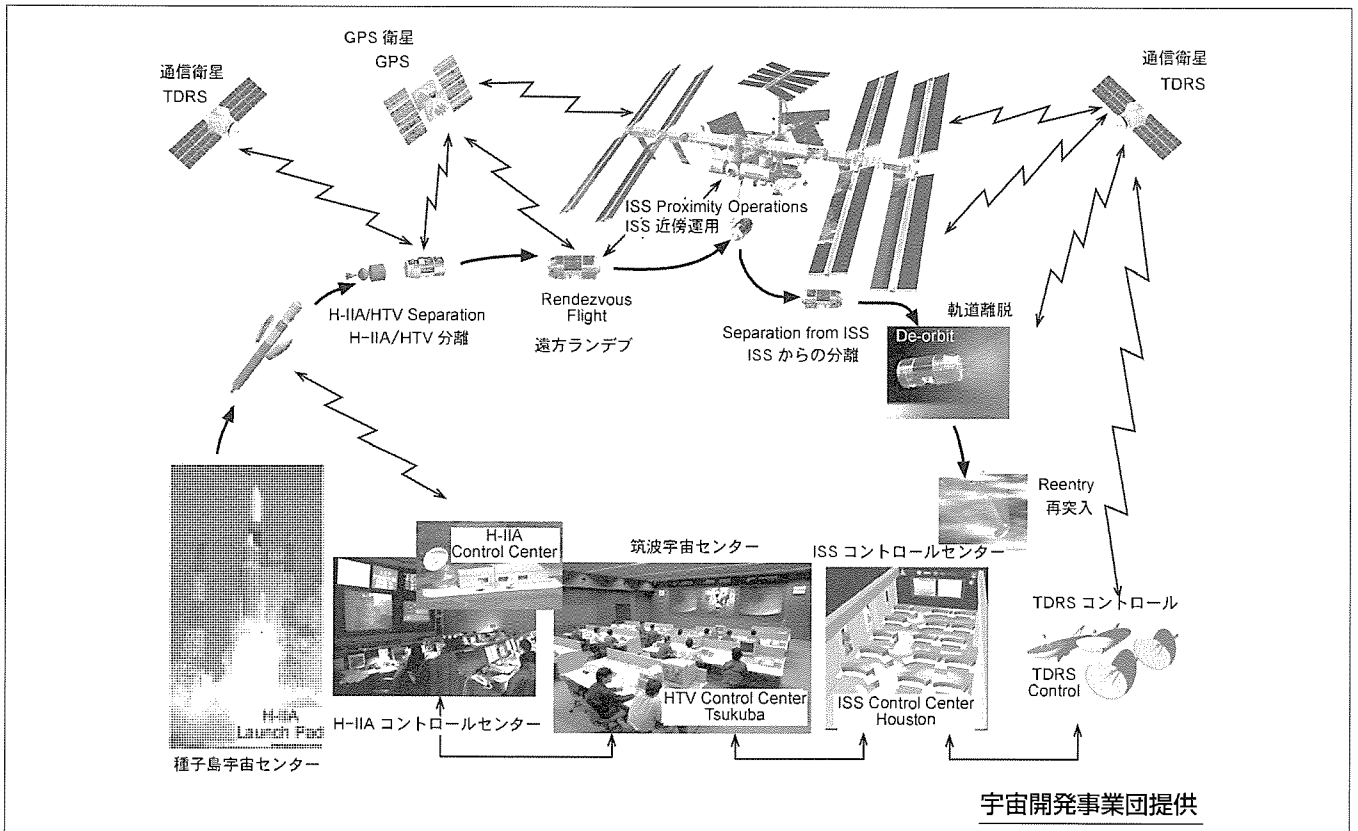 GPS 衛星
GPS
通信衛星
TDRS
通信衛星
TDRS
ISS Proximity Operations
ISS 近傍運用
H-IIA/HTV Separation
H-IIA/HTV 分離
Rendezvous
Flight
遠方ランデブ
Separation from ISS
ISS からの分離
軌道離脱
De-orbit
Reentry
再突入
H-IIA
Control Center
筑波宇宙センター
ISS コントロールセンター
TDRS コントロール
TDRS
Control
HTV Control Center
Tsukuba
ISS Control Center
Houston
H-IIA
Launch Pad
H-IIA コントロールセンター
種子島宇宙センター
宇宙開発事業団提供